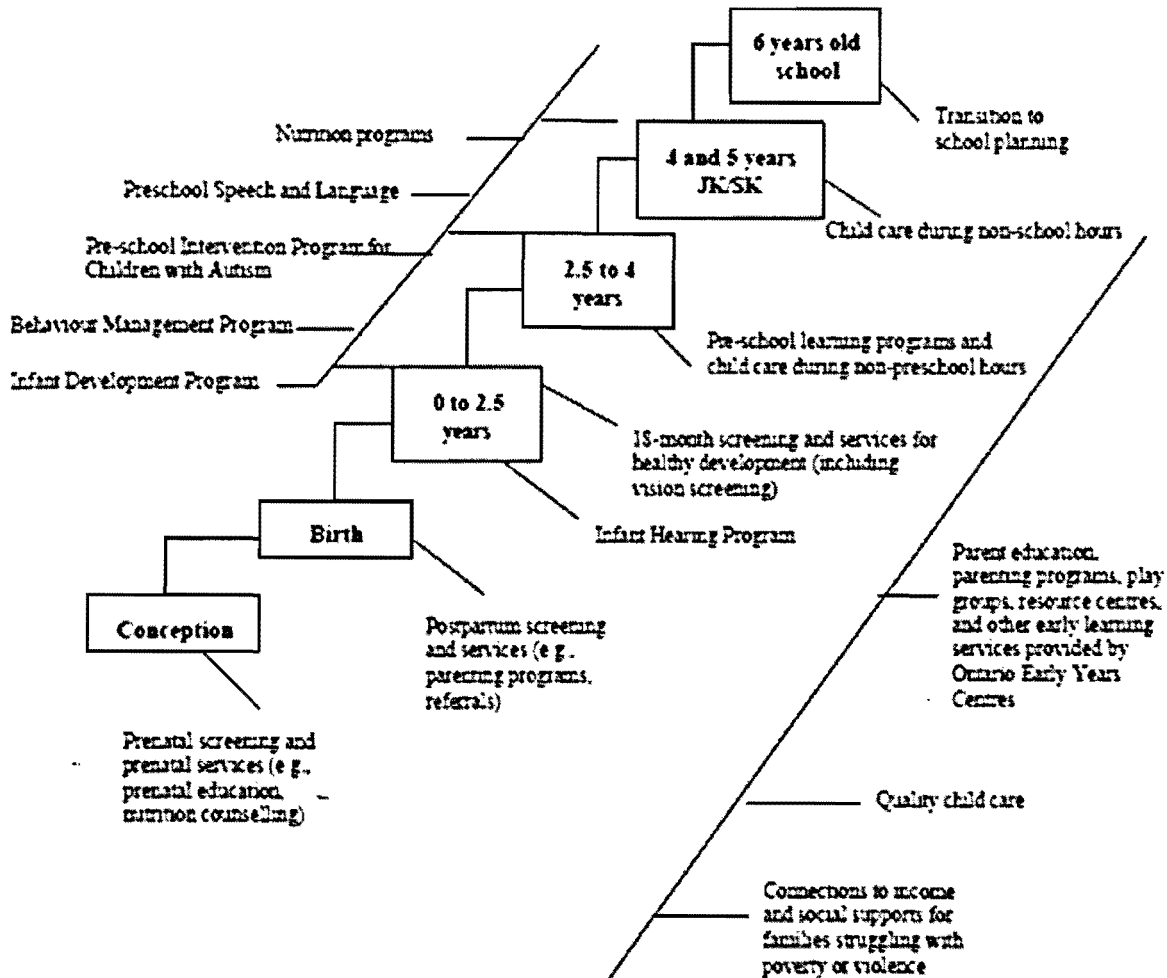 6 years old
school
Transition to
school planning
Nutrition programs
4 and 5 years
JK/SK
Preschool Speech and Language
Child care during non-school hours
Pre-school Intervention Program for
Children with Autism
2.5 to 4
years
Behaviour Management Program
Pre-school learning programs and
child care during non-preschool hours
Infant Development Program
0 to 2.5
years
18-month screening and services for
healthy development (including
vision screening)
Infant Hearing Program
Birth
Parent education,
parenting programs, play
groups, resource centres,
and other early learning
services provided by
Ontario Early Years
Centres
Conception
Postpartum screening
and services (e.g.,
parenting programs,
referrals)
Prenatal screening and
prenatal services (e.g.,
prenatal education,
nutrition counselling)
Quality child care
Connections to income
and social supports for
families struggling with
poverty or violence